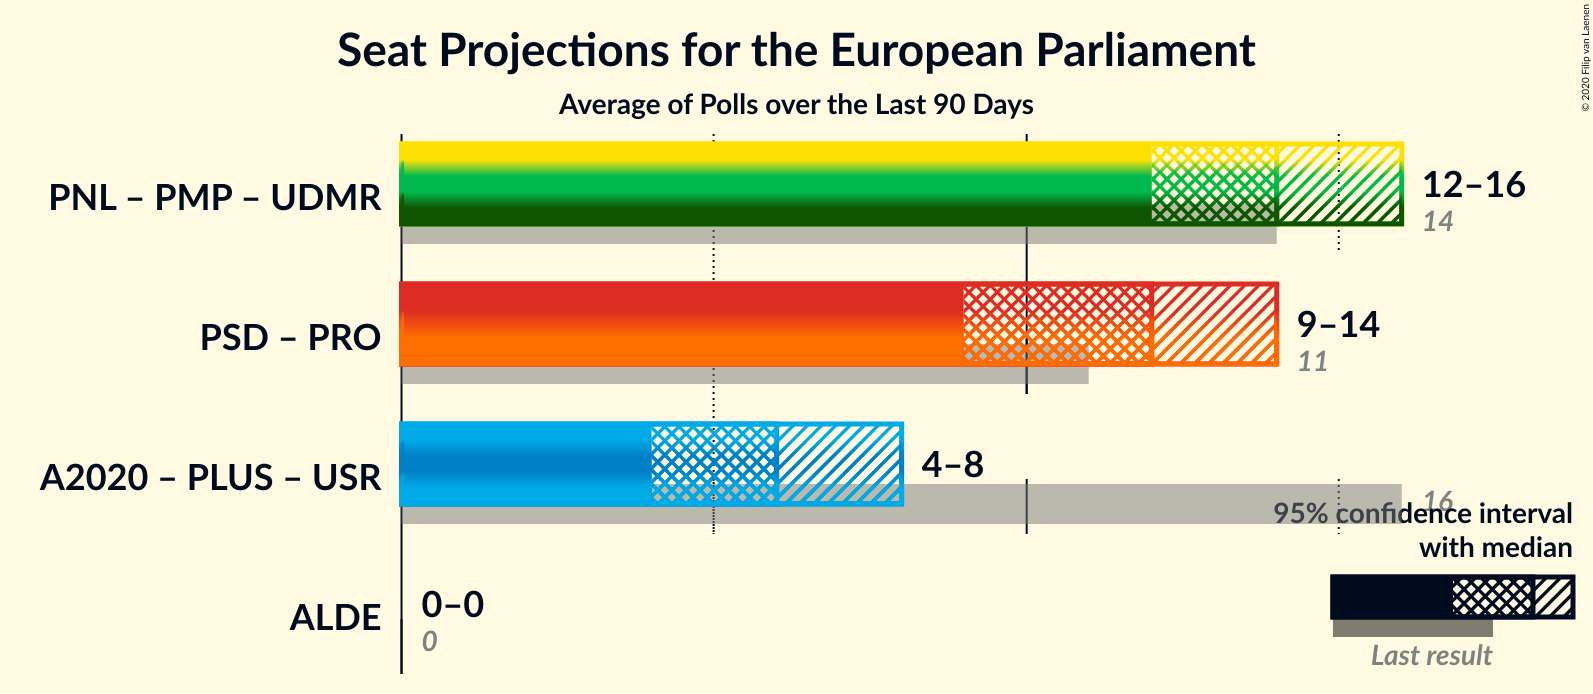 Seat Projections for the European Parliament
Average of Polls over the Last 90 Days
© 2020 Filip van Laenen
PNL – PMP – UDMR
12–16
14
PSD – PRO
9–14
11
A2020 – PLUS – USR
4–8
16
ALDE
0–0
0
95% confidence interval
with median
Last result